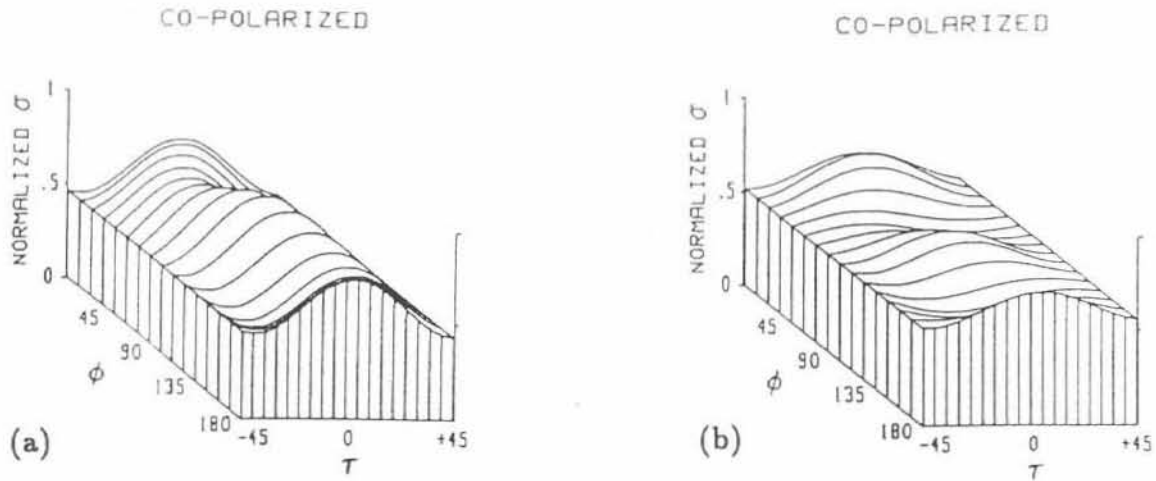 CO-POLARIZED
NORMALIZED σ
1
.5
0
45
90
135
180
ϕ
-45
0
+45
τ
(a)
CO-POLARIZED
NORMALIZED σ
1
.5
0
45
90
135
180
ϕ
-45
0
+45
τ
(b)